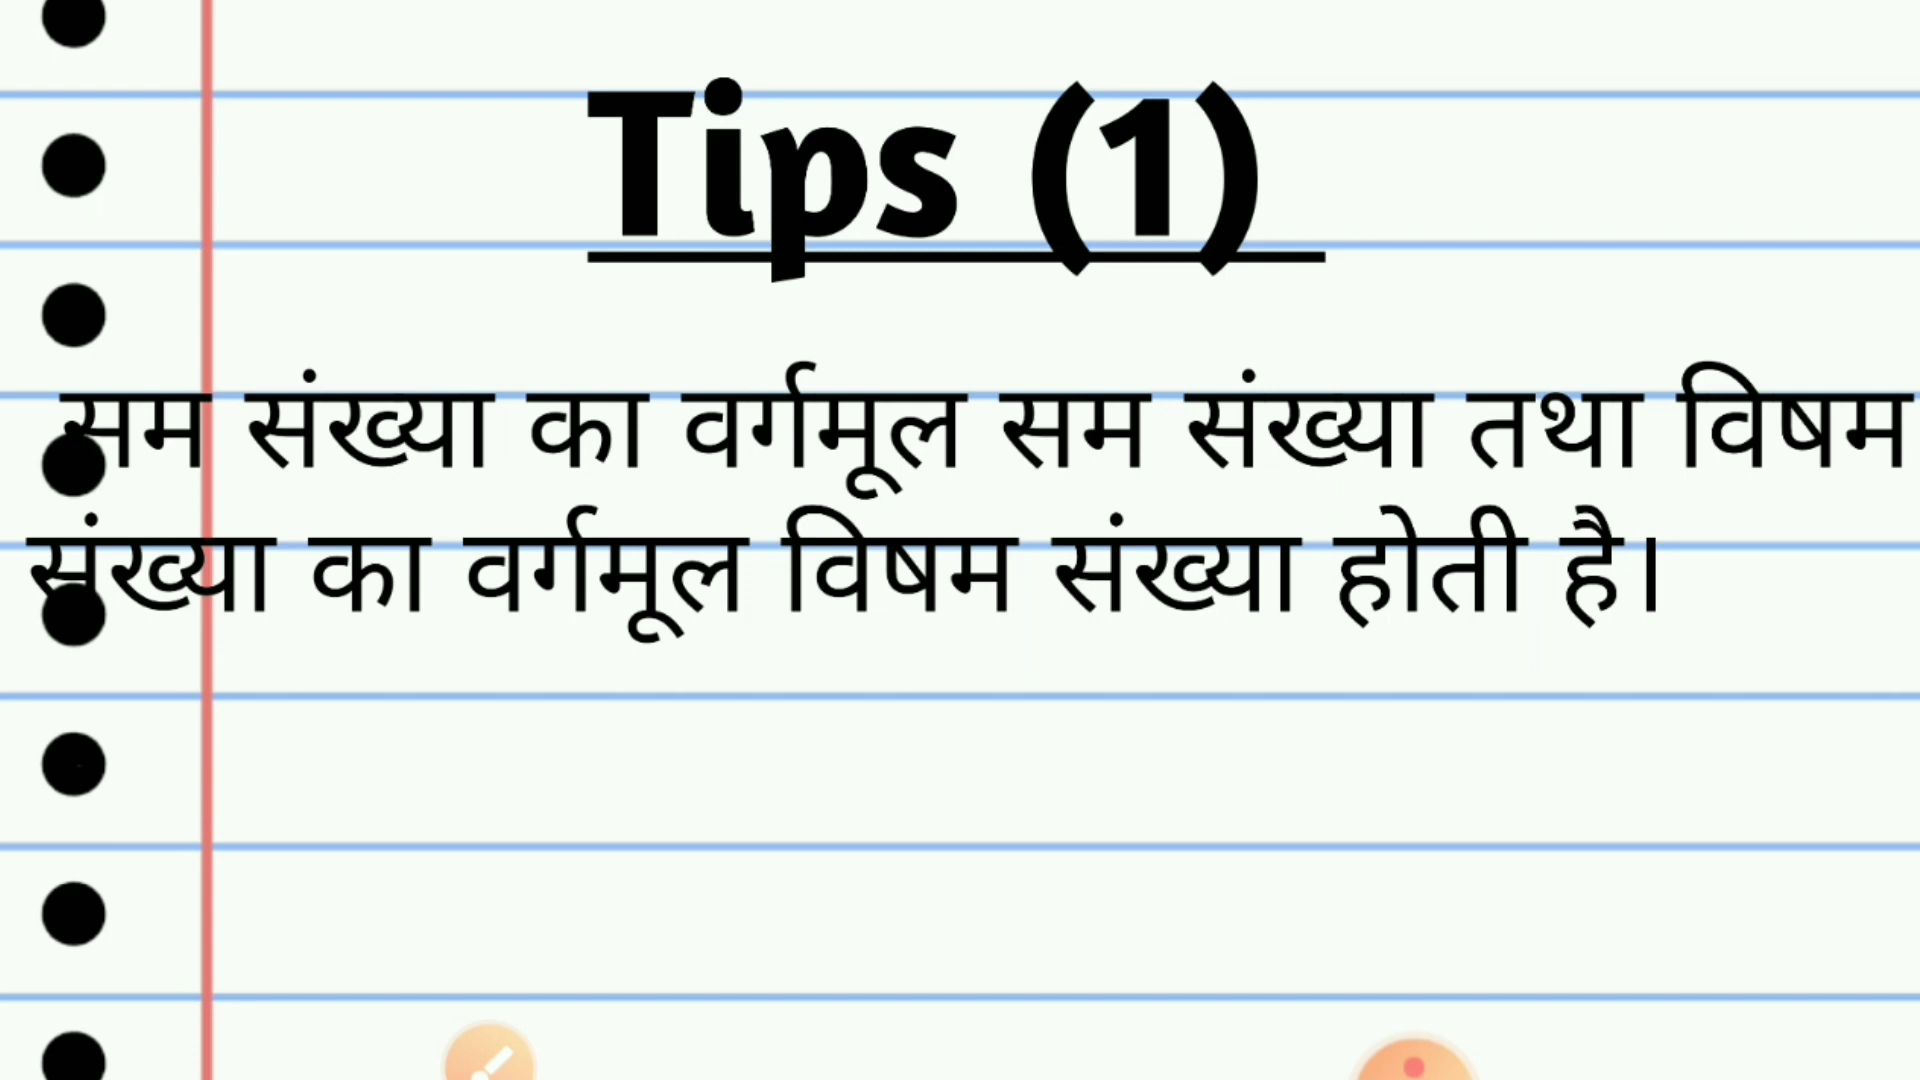 Tips (1)
सम संख्या का वर्गमूल सम संख्या तथा विषम
संख्या का वर्गमूल विषम संख्या होती है।